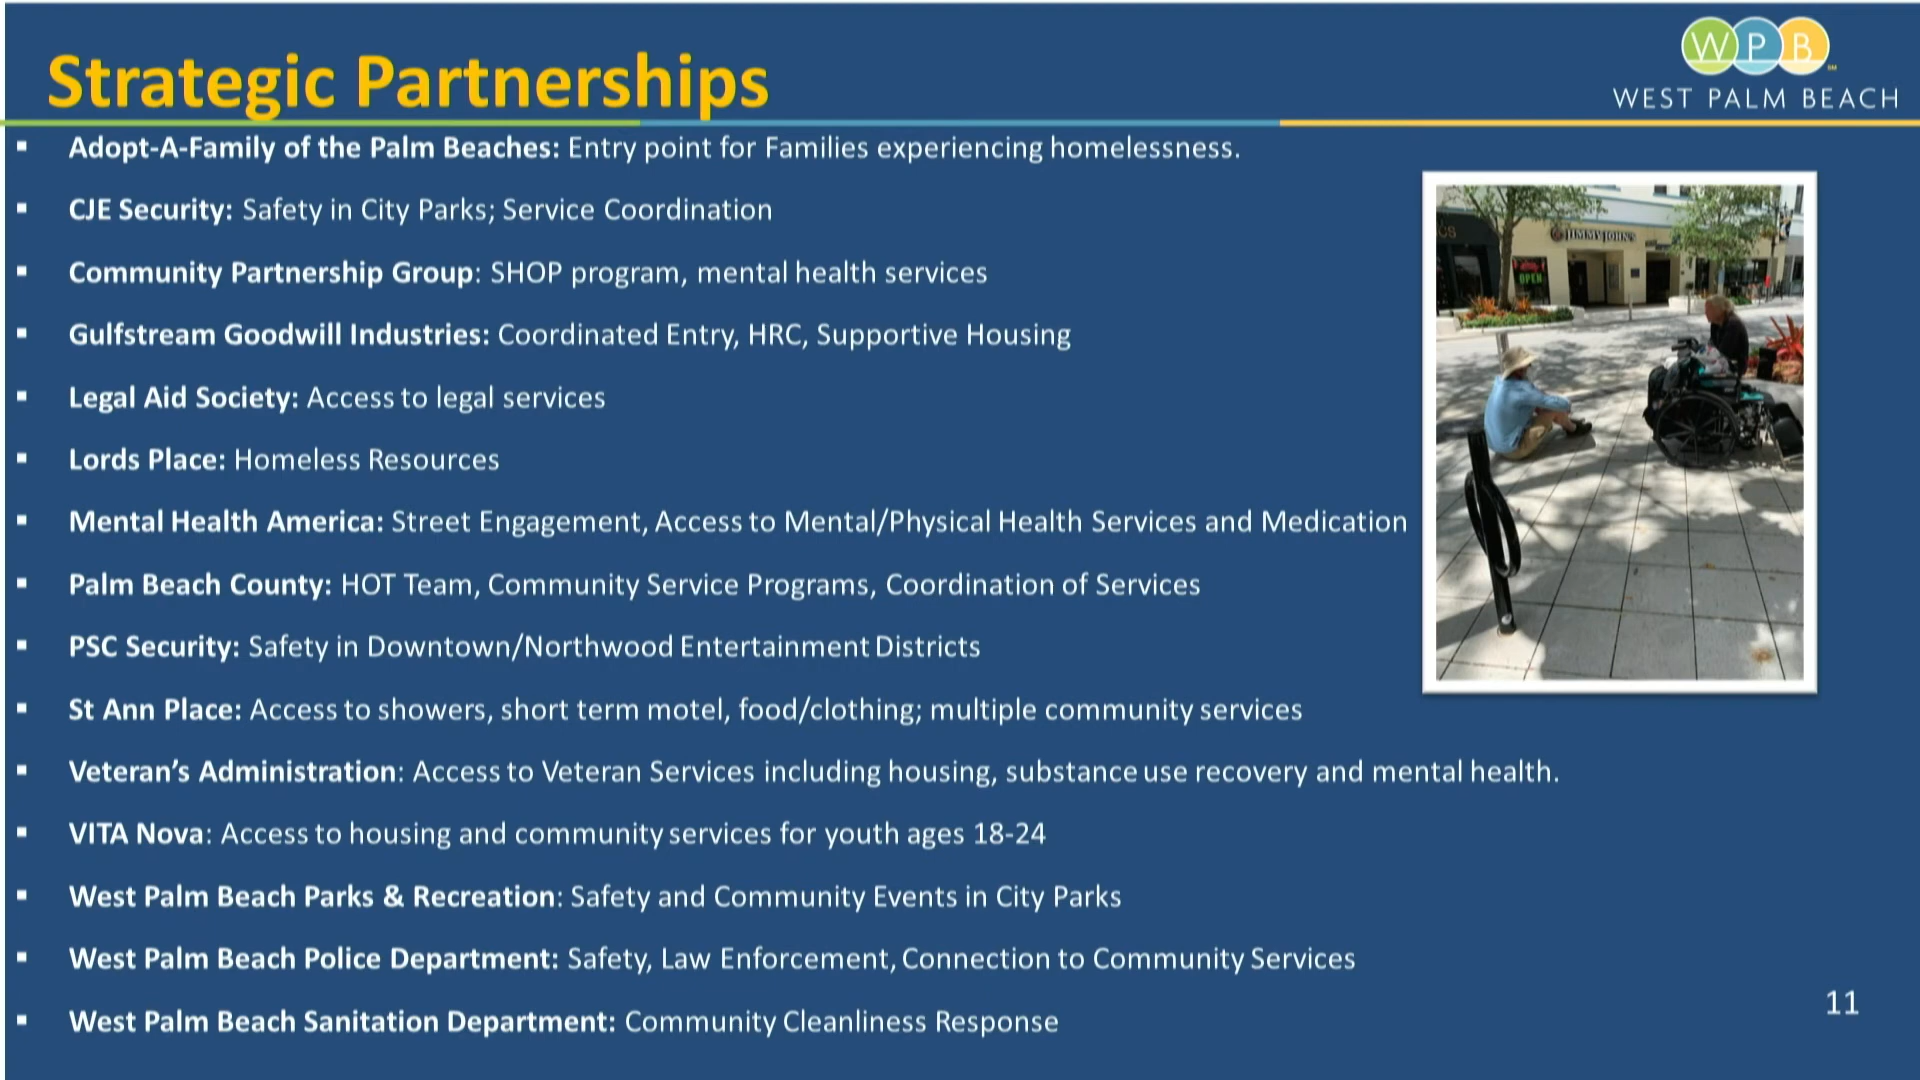 Strategic Partnerships
WPB
WEST PALM BEACH
▪ Adopt-A-Family of the Palm Beaches: Entry point for Families experiencing homelessness.
▪ CJE Security: Safety in City Parks; Service Coordination
▪ Community Partnership Group: SHOP program, mental health services
▪ Gulfstream Goodwill Industries: Coordinated Entry, HRC, Supportive Housing
▪ Legal Aid Society: Access to legal services
▪ Lords Place: Homeless Resources
▪ Mental Health America: Street Engagement, Access to Mental/Physical Health Services and Medication
▪ Palm Beach County: HOT Team, Community Service Programs, Coordination of Services
▪ PSC Security: Safety in Downtown/Northwood Entertainment Districts
▪ St Ann Place: Access to showers, short term motel, food/clothing; multiple community services
▪ Veteran’s Administration: Access to Veteran Services including housing, substance use recovery and mental health.
▪ VITA Nova: Access to housing and community services for youth ages 18-24
▪ West Palm Beach Parks & Recreation: Safety and Community Events in City Parks
▪ West Palm Beach Police Department: Safety, Law Enforcement, Connection to Community Services
▪ West Palm Beach Sanitation Department: Community Cleanliness Response
CS
JIMMY JOHN'S
OPEN
11